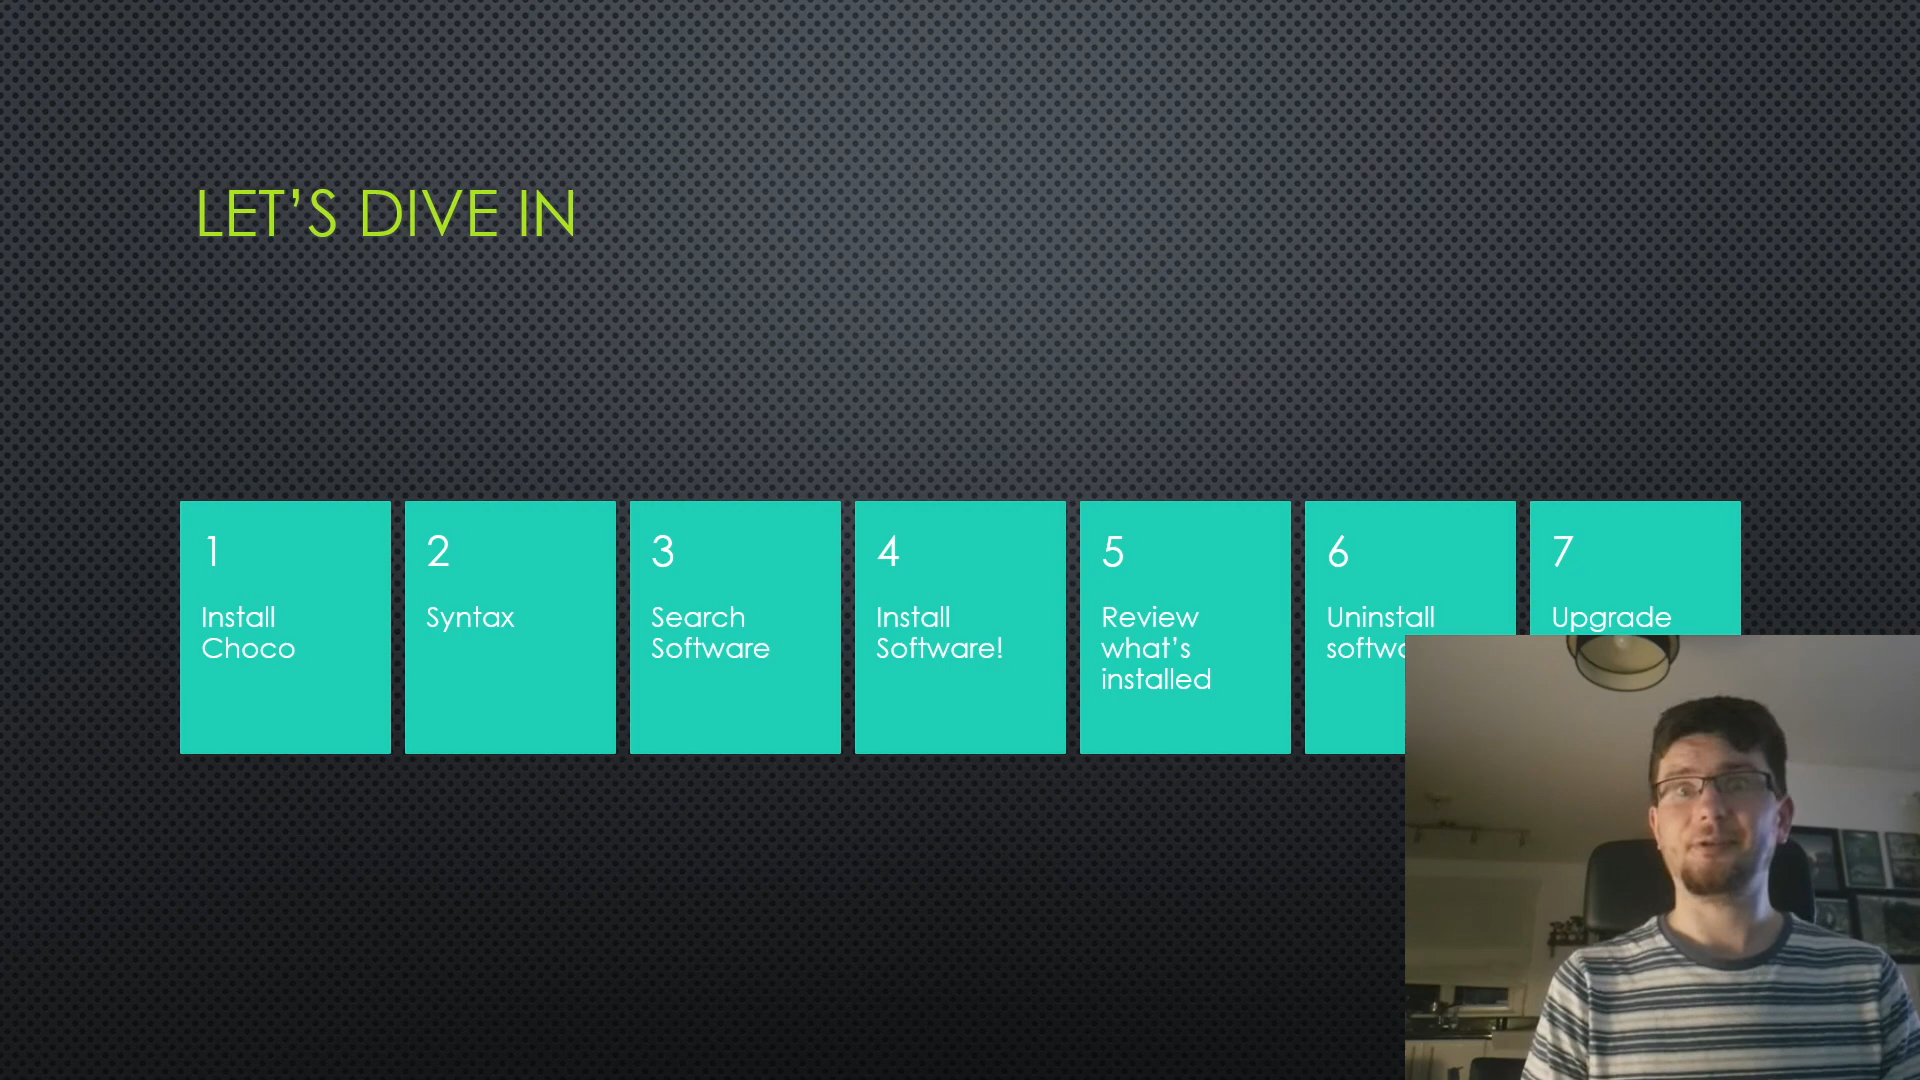 LET’S DIVE IN
1
Install
Choco
2
Syntax
3
Search
Software
4
Install
Software!
5
Review
what’s
installed
6
Uninstall
7
Upgrade